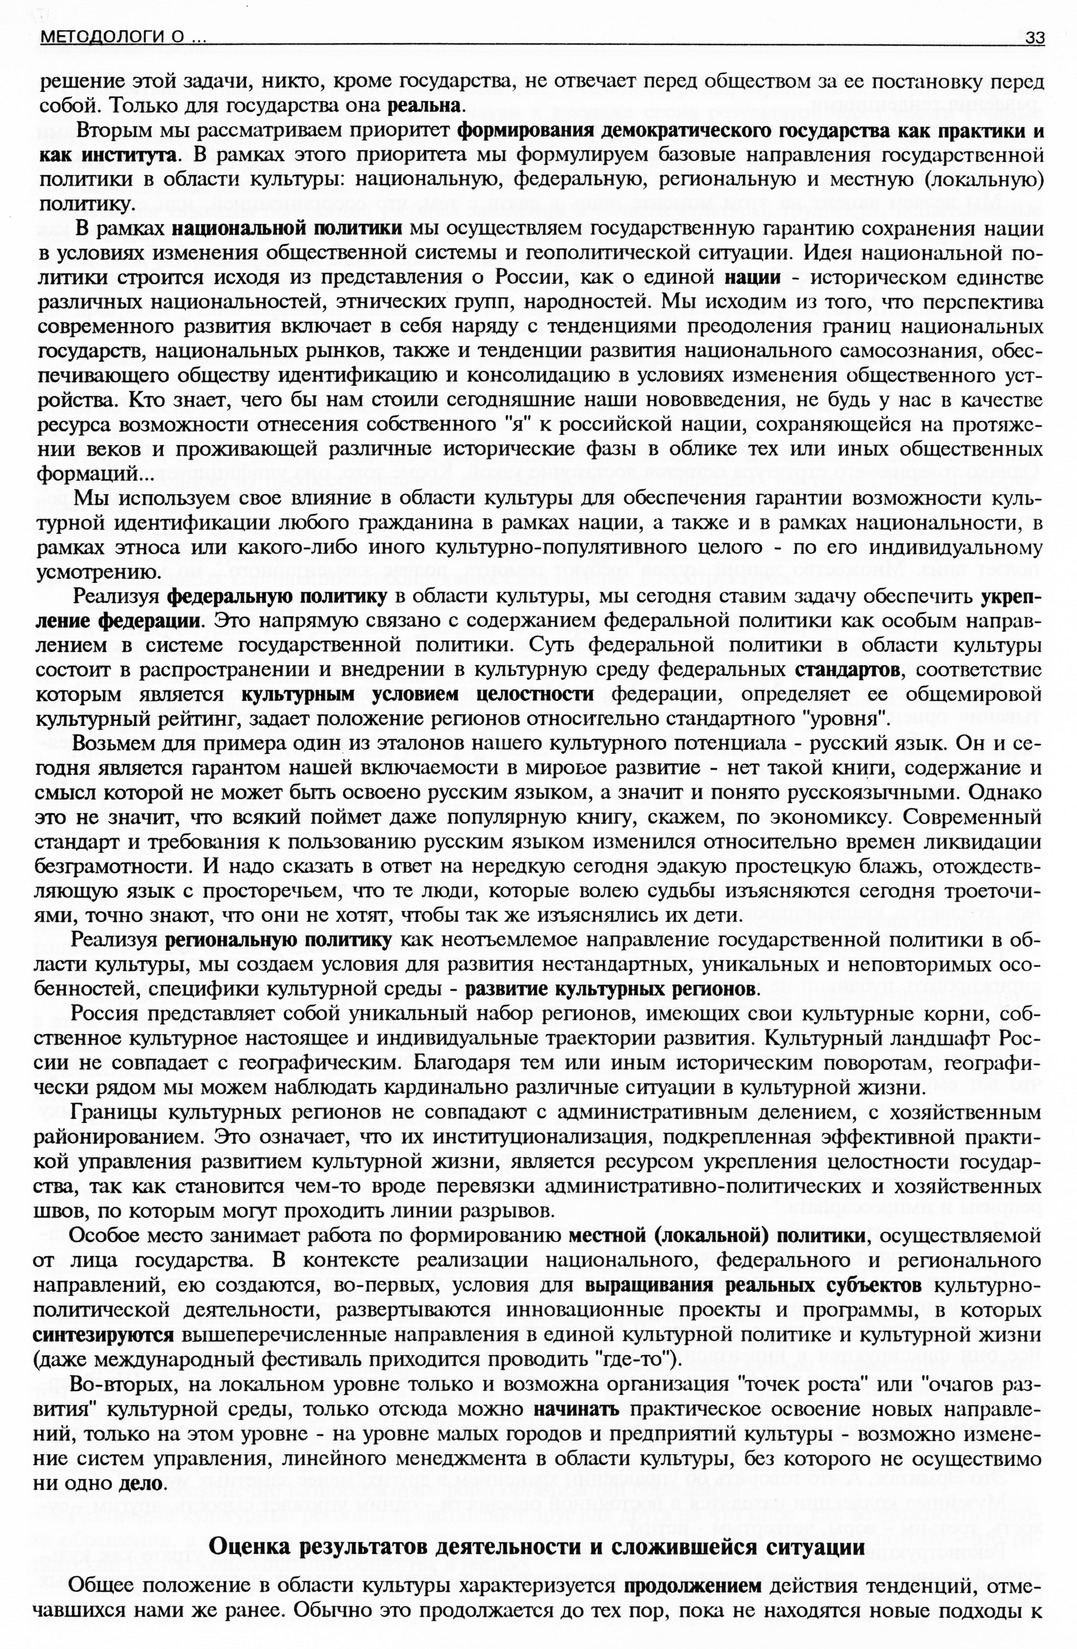 МЕТОДОЛОГИ О ... 33
решение этой задачи, никто, кроме государства, не отвечает перед обществом за ее постановку перед
собой. Только для государства она реальна.
Вторым мы рассматриваем приоритет формирования демократического государства как практики и
как института. В рамках этого приоритета мы формулируем базовые направления государственной
политики в области культуры: национальную, федеральную, региональную и местную (локальную)
политику.
В рамках национальной политики мы осуществляем государственную гарантию сохранения нации
в условиях изменения общественной системы и геополитической ситуации. Идея национальной по-
литики строится исходя из представления о России, как о единой нации - историческом единстве
различных национальностей, этнических групп, народностей. Мы исходим из того, что перспектива
современного развития включает в себя наряду с тенденциями преодоления границ национальных
государств, национальных рынков, также и тенденции развития национального самосознания, обес-
печивающего обществу идентификацию и консолидацию в условиях изменения общественного уст-
ройства. Кто знает, чего бы нам стоили сегодняшние наши нововведения, не будь у нас в качестве
ресурса возможности отнесения собственного "я" к российской нации, сохраняющейся на протяже-
нии веков и проживающей различные исторические фазы в облике тех или иных общественных
формаций...
Мы используем свое влияние в области культуры для обеспечения гарантии возможности куль-
турной идентификации любого гражданина в рамках нации, а также и в рамках национальности, в
рамках этноса или какого-либо иного культурно-популятивного целого - по его индивидуальному
усмотрению.
Реализуя федеральную политику в области культуры, мы сегодня ставим задачу обеспечить укреп-
ление федерации. Это напрямую связано с содержанием федеральной политики как особым направ-
лением в системе государственной политики. Суть федеральной политики в области культуры
состоит в распространении и внедрении в культурную среду федеральных стандартов, соответствие
которым является культурным условием целостности федерации, определяет ее общемировой
культурный рейтинг, задает положение регионов относительно стандартного "уровня".
Возьмем для примера один из эталонов нашего культурного потенциала - русский язык. Он и се-
годня является гарантом нашей включаемости в мировое развитие - нет такой книги, содержание и
смысл которой не может быть освоено русским языком, а значит и понято русскоязычными. Однако
это не значит, что всякий поймет даже популярную книгу, скажем, по экономиксу. Современный
стандарт и требования к пользованию русским языком изменился относительно времен ликвидации
безграмотности. И надо сказать в ответ на нередкую сегодня эдакую простецкую блажь, отождеств-
ляющую язык с просторечьем, что те люди, которые волею судьбы изъясняются сегодня троеточи-
ями, точно знают, что они не хотят, чтобы так же изъяснялись их дети.
Реализуя региональную политику как неотъемлемое направление государственной политики в об-
ласти культуры, мы создаем условия для развития нестандартных, уникальных и неповторимых осо-
бенностей, специфики культурной среды - развитие культурных регионов.
Россия представляет собой уникальный набор регионов, имеющих свои культурные корни, соб-
ственное культурное настоящее и индивидуальные траектории развития. Культурный ландшафт Рос-
сии не совпадает с географическим. Благодаря тем или иным историческим поворотам, географи-
чески рядом мы можем наблюдать кардинально различные ситуации в культурной жизни.
Границы культурных регионов не совпадают с административным делением, с хозяйственным
районированием. Это означает, что их институционализация, подкрепленная эффективной практи-
кой управления развитием культурной жизни, является ресурсом укрепления целостности государ-
ства, так как становится чем-то вроде перевязки административно-политических и хозяйственных
швов, по которым могут проходить линии разрывов.
Особое место занимает работа по формированию местной (локальной) политики, осуществляемой
от лица государства. В контексте реализации национального, федерального и регионального
направлений, ею создаются, во-первых, условия для выращивания реальных субъектов культурно-
политической деятельности, развертываются инновационные проекты и программы, в которых
синтезируются вышеперечисленные направления в единой культурной политике и культурной жизни
(даже международный фестиваль приходится проводить "где-то").
Во-вторых, на локальном уровне только и возможна организация "точек роста" или "очагов раз-
вития" культурной среды, только отсюда можно начинать практическое освоение новых направле-
ний, только на этом уровне - на уровне малых городов и предприятий культуры - возможно измене-
ние систем управления, линейного менеджмента в области культуры, без которого не осуществимо
ни одно дело.
Оценка результатов деятельности и сложившейся ситуации
Общее положение в области культуры характеризуется продолжением действия тенденций, отме-
чавшихся нами же ранее. Обычно это продолжается до тех пор, пока не находятся новые подходы к